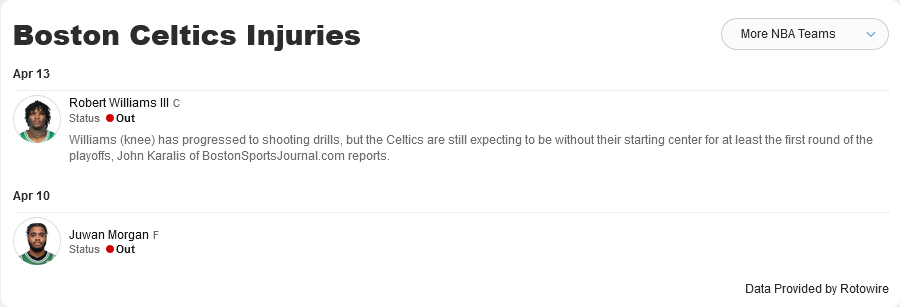 Boston Celtics Injuries
More NBA Teams
Apr 13
Robert Williams III C
Status Out
Williams (knee) has progressed to shooting drills, but the Celtics are still expecting to be without their starting center for at least the first round of the
playoffs, John Karalis of BostonSportsJournal.com reports.
Apr 10
Juwan Morgan F
Status Out
Data Provided by Rotowire